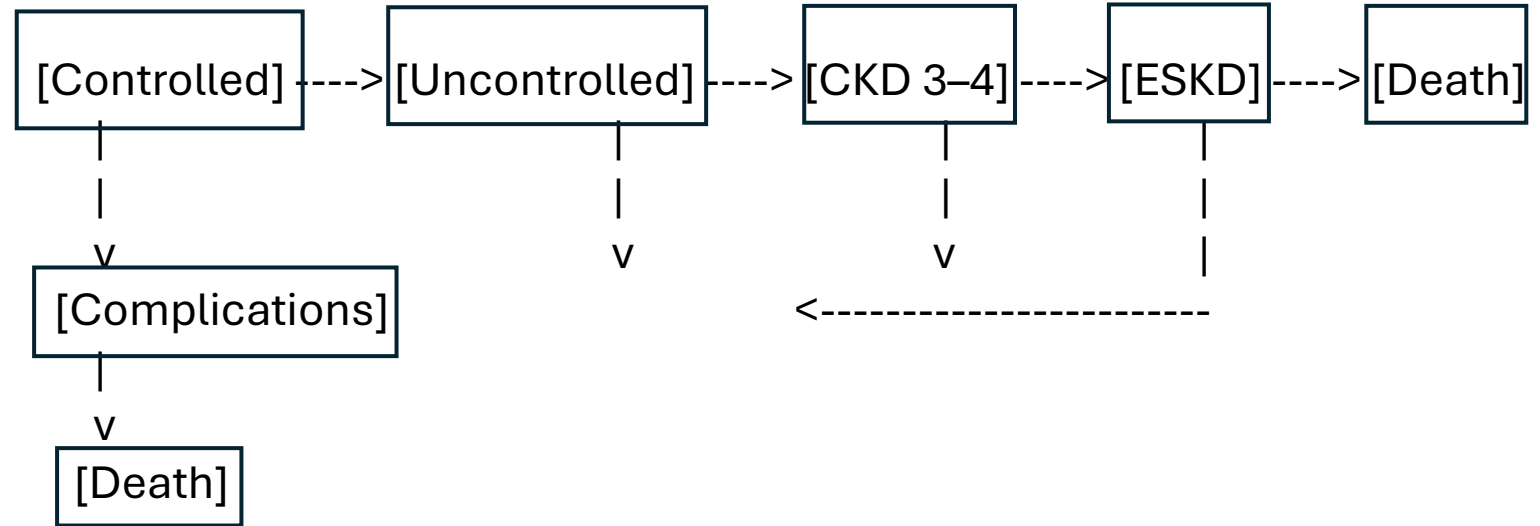 [Controlled] ----> [Uncontrolled] ----> [CKD 3–4] ----> [ESKD] ----> [Death]
| | | |
| | | |
v v v |
[Complications] <------------------------
|
v
[Death]